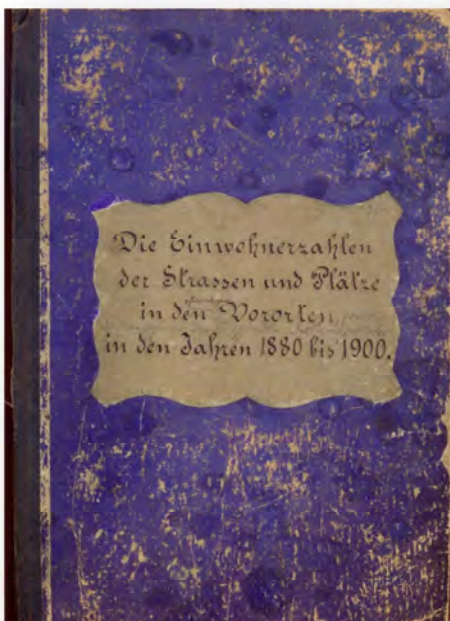 Die Einwohnerzahlen
der Strassen und Plätze
in den Vororten
in den Jahren 1880 bis 1900.